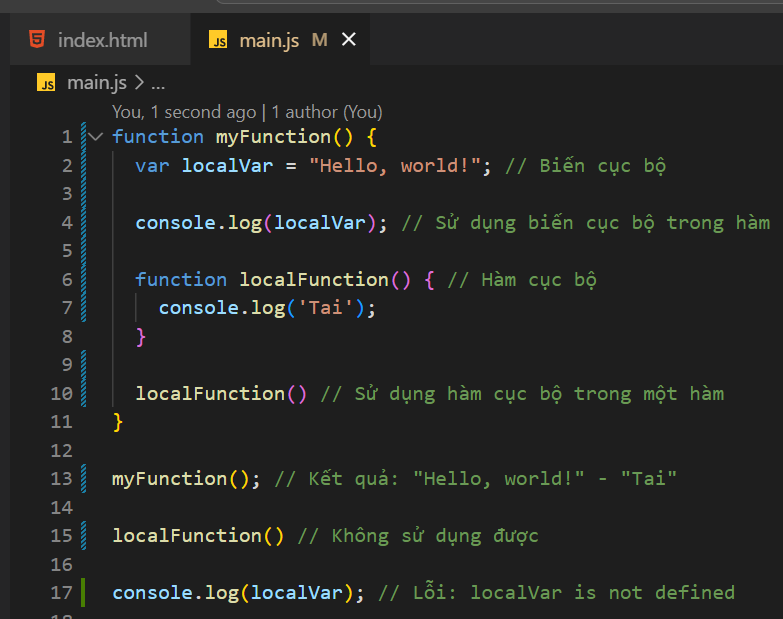 index.html
main.js M
main.js > ...
You, 1 second ago | 1 author (You)
1 function myFunction() {
2 var localVar = "Hello, world!"; // Biến cục bộ
3
4 console.log(localVar); // Sử dụng biến cục bộ trong hàm
5
6 function localFunction() { // Hàm cục bộ
7 console.log('Tai');
8 }
9
10 localFunction() // Sử dụng hàm cục bộ trong một hàm
11 }
12
13 myFunction(); // Kết quả: "Hello, world!" - "Tai"
14
15 localFunction() // Không sử dụng được
16
17 console.log(localVar); // Lỗi: localVar is not defined